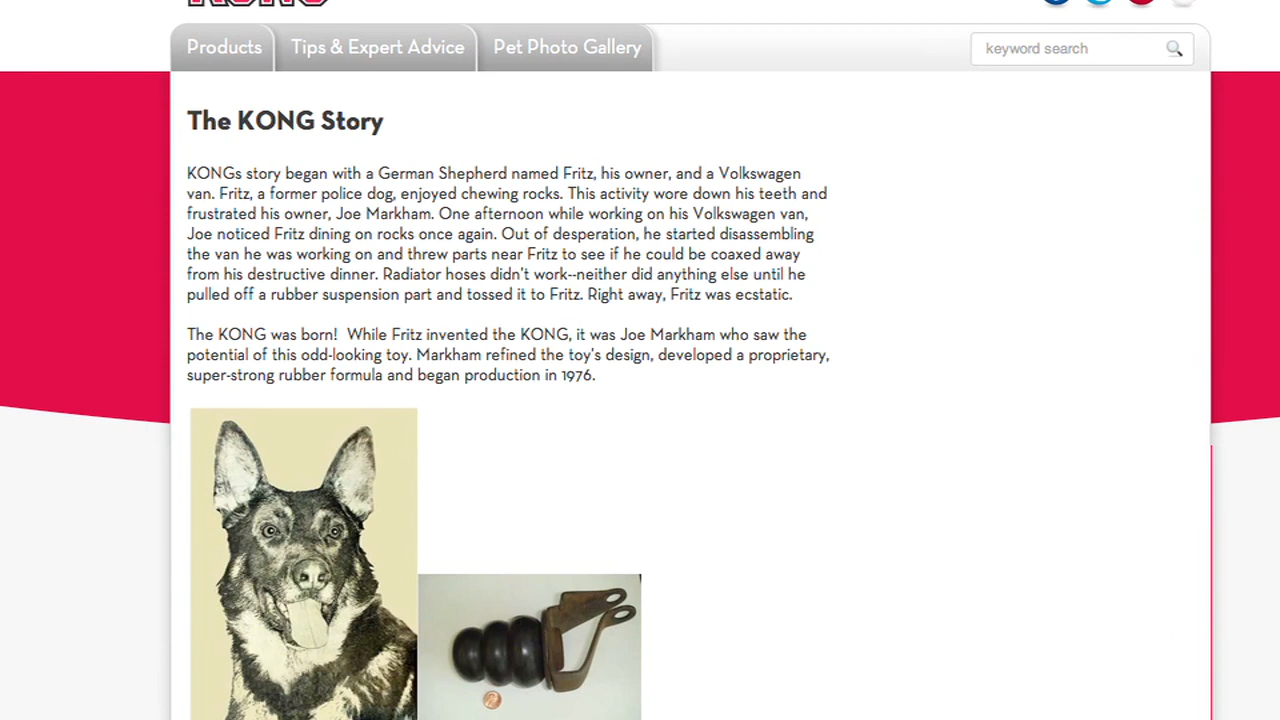 KONG
Products
Tips & Expert Advice
Pet Photo Gallery
keyword search
The KONG Story
KONGs story began with a German Shepherd named Fritz, his owner, and a Volkswagen
van. Fritz, a former police dog, enjoyed chewing rocks. This activity wore down his teeth and
frustrated his owner, Joe Markham. One afternoon while working on his Volkswagen van,
Joe noticed Fritz dining on rocks once again. Out of desperation, he started disassembling
the van he was working on and threw parts near Fritz to see if he could be coaxed away
from his destructive dinner. Radiator hoses didn't work--neither did anything else until he
pulled off a rubber suspension part and tossed it to Fritz. Right away, Fritz was ecstatic.
The KONG was born!  While Fritz invented the KONG, it was Joe Markham who saw the
potential of this odd-looking toy. Markham refined the toy's design, developed a proprietary,
super-strong rubber formula and began production in 1976.